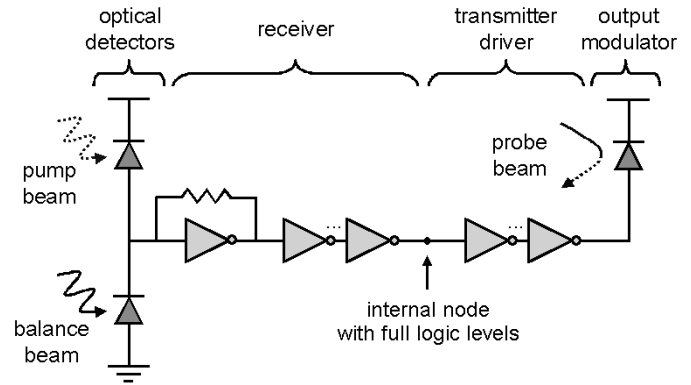 optical
detectors
receiver
transmitter
driver
output
modulator
pump
beam
probe
beam
...
...
balance
beam
internal node
with full logic levels